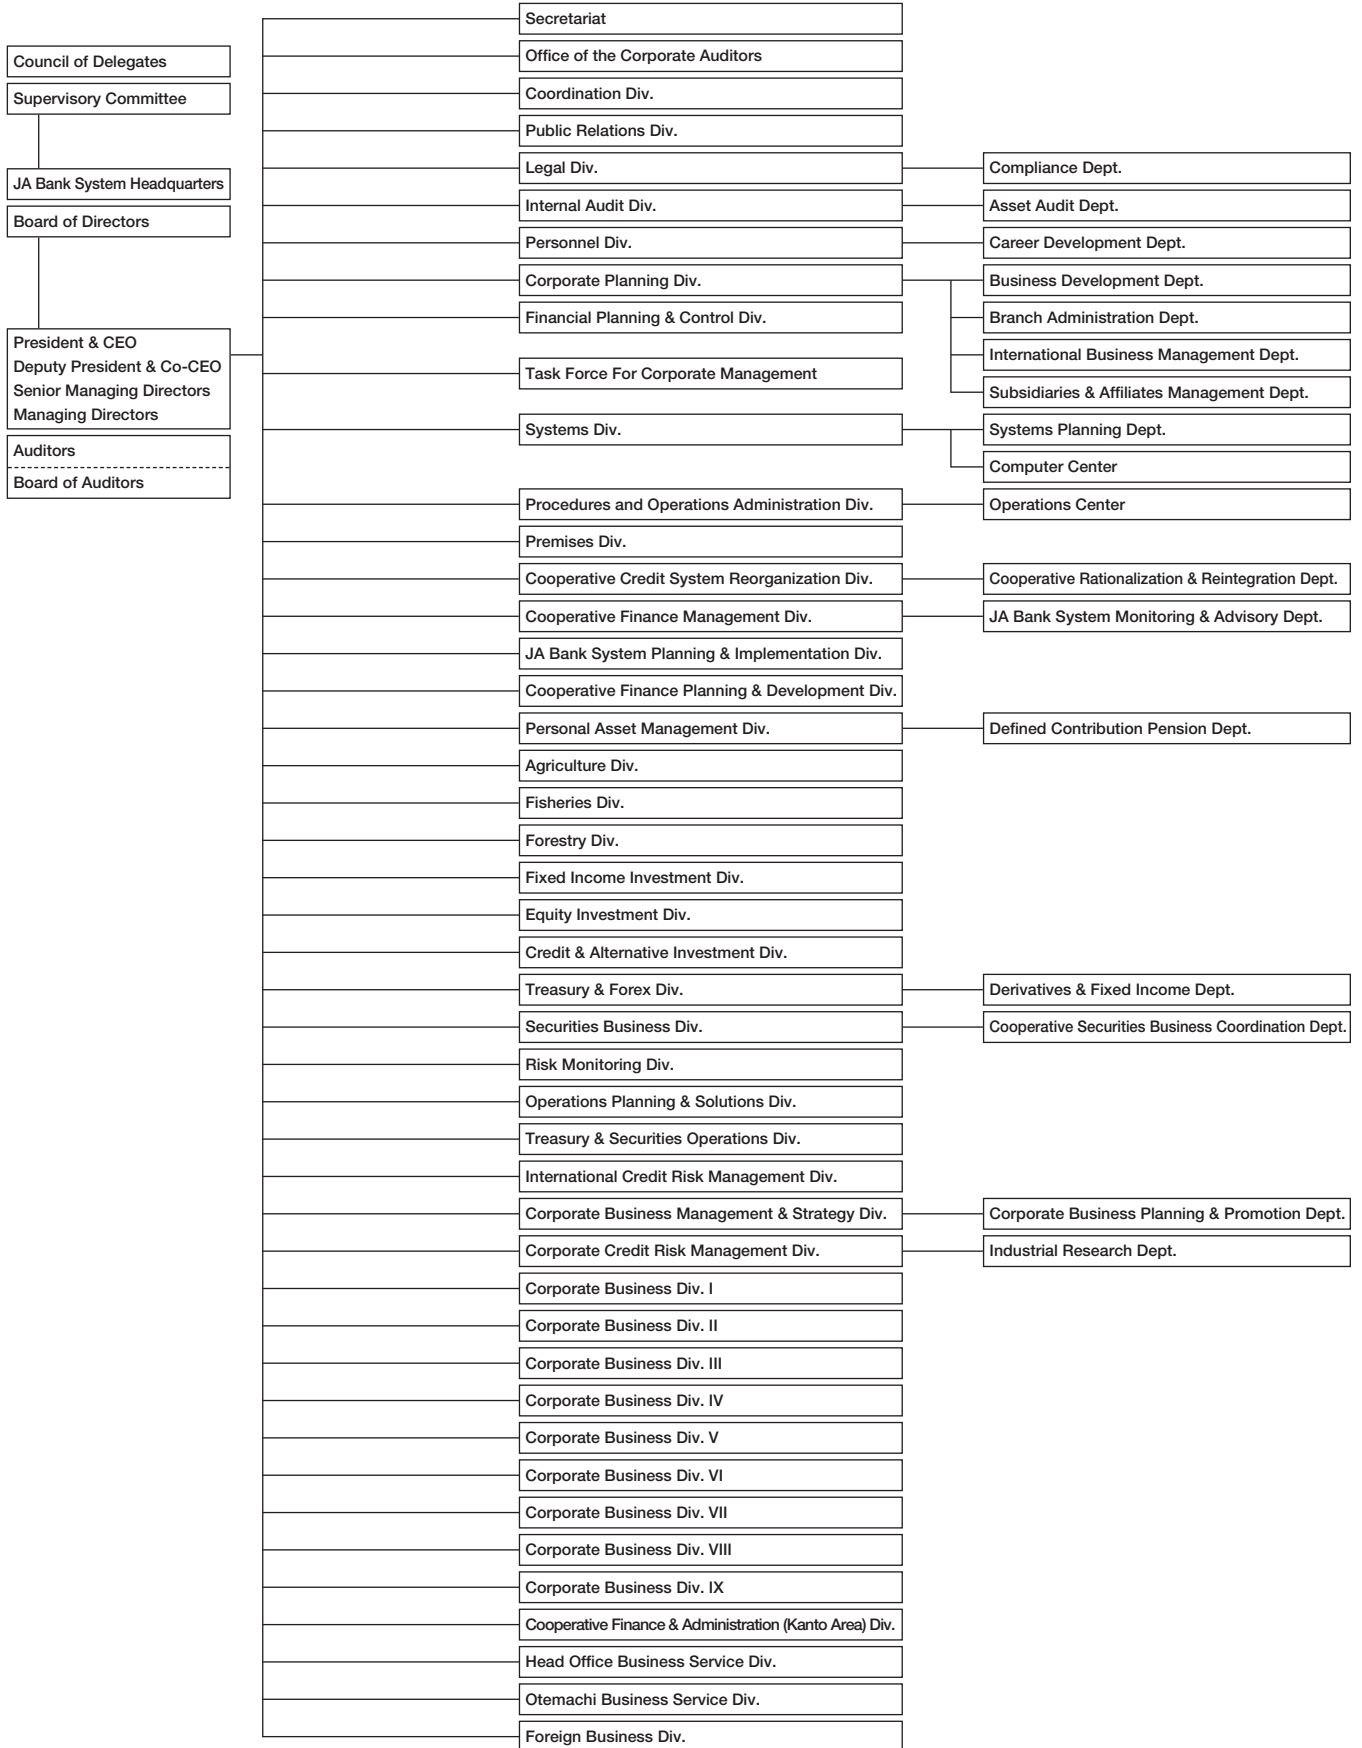 Council of Delegates
Supervisory Committee
JA Bank System Headquarters
Board of Directors
President & CEO
Deputy President & Co-CEO
Senior Managing Directors
Managing Directors
Auditors
Board of Auditors
Secretariat
Office of the Corporate Auditors
Coordination Div.
Public Relations Div.
Legal Div.
Internal Audit Div.
Personnel Div.
Corporate Planning Div.
Financial Planning & Control Div.
Task Force For Corporate Management
Systems Div.
Procedures and Operations Administration Div.
Premises Div.
Cooperative Credit System Reorganization Div.
Cooperative Finance Management Div.
JA Bank System Planning & Implementation Div.
Cooperative Finance Planning & Development Div.
Personal Asset Management Div.
Agriculture Div.
Fisheries Div.
Forestry Div.
Fixed Income Investment Div.
Equity Investment Div.
Credit & Alternative Investment Div.
Treasury & Forex Div.
Securities Business Div.
Risk Monitoring Div.
Operations Planning & Solutions Div.
Treasury & Securities Operations Div.
International Credit Risk Management Div.
Corporate Business Management & Strategy Div.
Corporate Credit Risk Management Div.
Corporate Business Div. I
Corporate Business Div. II
Corporate Business Div. III
Corporate Business Div. IV
Corporate Business Div. V
Corporate Business Div. VI
Corporate Business Div. VII
Corporate Business Div. VIII
Corporate Business Div. IX
Cooperative Finance & Administration (Kanto Area) Div.
Head Office Business Service Div.
Otemachi Business Service Div.
Foreign Business Div.
Compliance Dept.
Asset Audit Dept.
Career Development Dept.
Business Development Dept.
Branch Administration Dept.
International Business Management Dept.
Subsidiaries & Affiliates Management Dept.
Systems Planning Dept.
Computer Center
Operations Center
Cooperative Rationalization & Reintegration Dept.
JA Bank System Monitoring & Advisory Dept.
Defined Contribution Pension Dept.
Derivatives & Fixed Income Dept.
Cooperative Securities Business Coordination Dept.
Corporate Business Planning & Promotion Dept.
Industrial Research Dept.